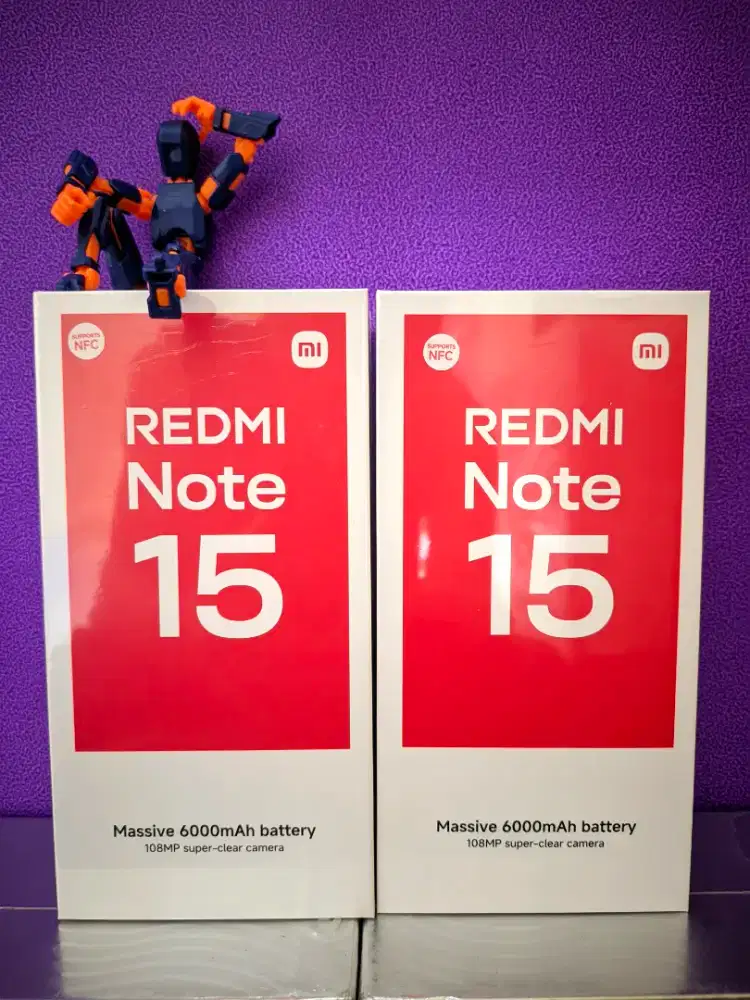 SUPPORTS
NFC
mi
REDMI
Note
15
Massive 6000mAh battery
108MP super-clear camera
SUPPORTS
NFC
mi
REDMI
Note
15
Massive 6000mAh battery
108MP super-clear camera